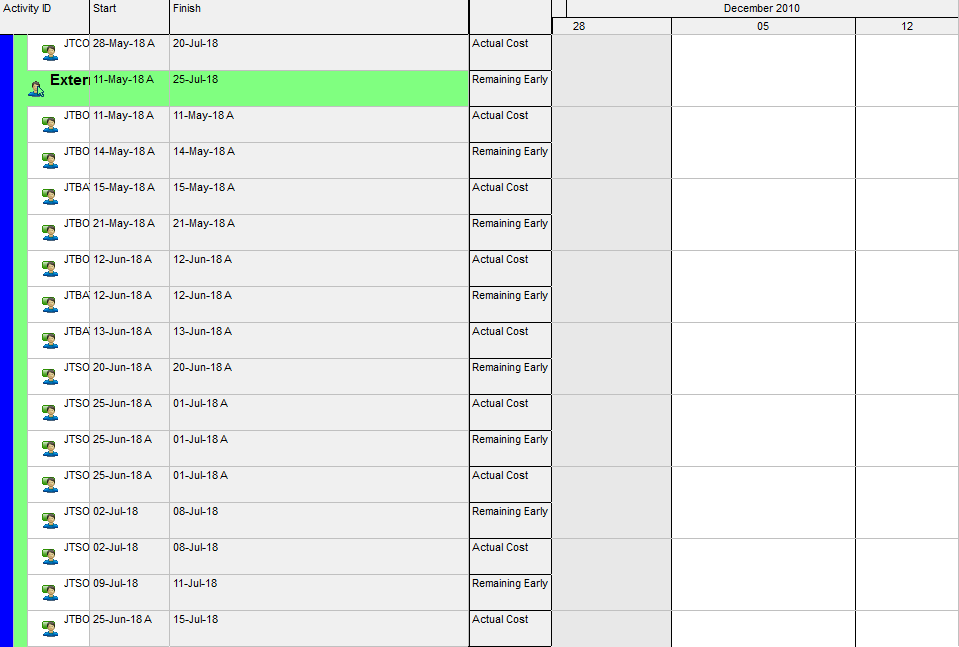 Activity ID Start Finish December 2010
28 05 12
JTCO 28-May-18 A 20-Jul-18 Actual Cost
Exter 11-May-18 A 25-Jul-18 Remaining Early
JTBO 11-May-18 A 11-May-18 A Actual Cost
JTBO 14-May-18 A 14-May-18 A Remaining Early
JTBA 15-May-18 A 15-May-18 A Actual Cost
JTBO 21-May-18 A 21-May-18 A Remaining Early
JTBO 12-Jun-18 A 12-Jun-18 A Actual Cost
JTBA 12-Jun-18 A 12-Jun-18 A Remaining Early
JTBA 13-Jun-18 A 13-Jun-18 A Actual Cost
JTSO 20-Jun-18 A 20-Jun-18 A Remaining Early
JTSO 25-Jun-18 A 01-Jul-18 A Actual Cost
JTSO 25-Jun-18 A 01-Jul-18 A Remaining Early
JTSO 25-Jun-18 A 01-Jul-18 A Actual Cost
JTSO 02-Jul-18 08-Jul-18 Remaining Early
JTSO 02-Jul-18 08-Jul-18 Actual Cost
JTSO 09-Jul-18 11-Jul-18 Remaining Early
JTBO 25-Jun-18 A 15-Jul-18 Actual Cost